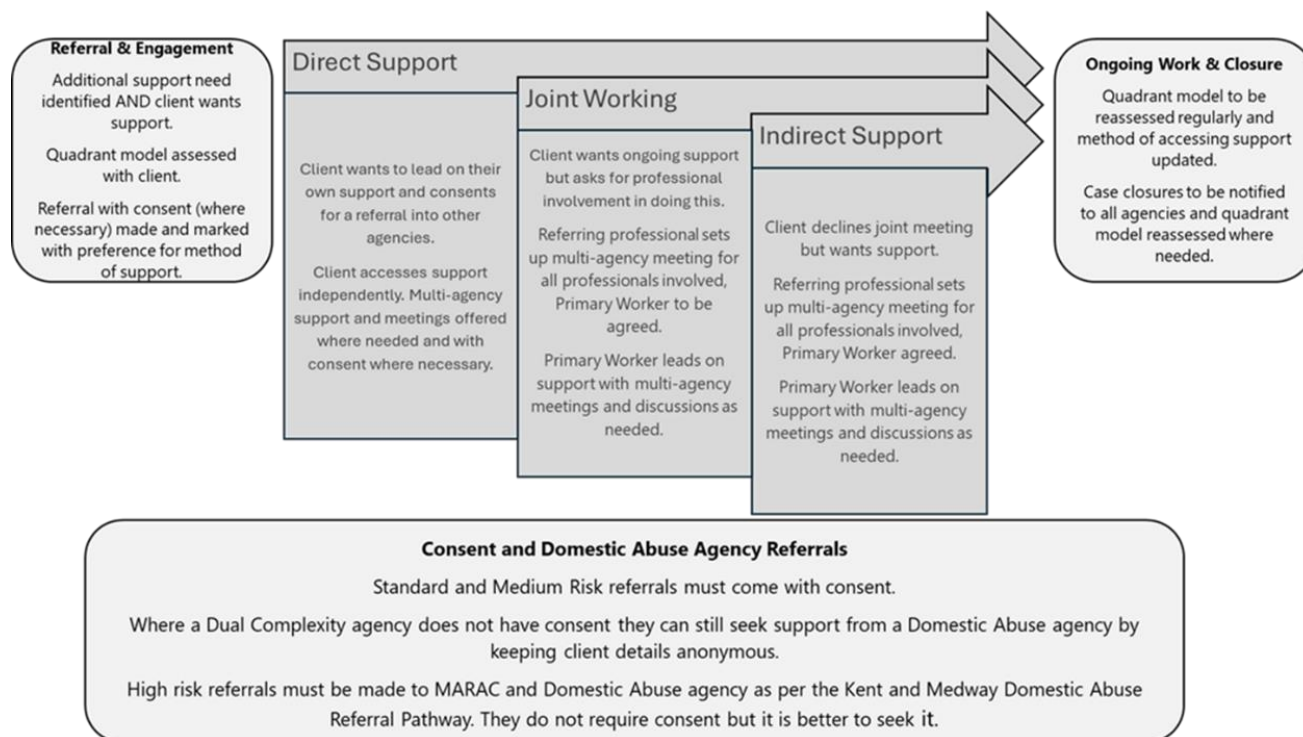 Referral & Engagement
Additional support need
identified AND client wants
support.
Quadrant model assessed
with client.
Referral with consent (where
necessary) made and marked
with preference for method
of support.
Direct Support
Client wants to lead on their
own support and consents
for a referral into other
agencies.
Client accesses support
independently. Multi-agency
support and meetings offered
where needed and with
consent where necessary.
Joint Working
Client wants ongoing support
but asks for professional
involvement in doing this.
Referring professional sets
up multi-agency meeting for
all professionals involved,
Primary Worker to be
agreed.
Primary Worker leads on
support with multi-agency
meetings and discussions as
needed.
Indirect Support
Client declines joint meeting
but wants support.
Referring professional sets
up multi-agency meeting for
all professionals involved,
Primary Worker agreed.
Primary Worker leads on
support with multi-agency
meetings and discussions as
needed.
Ongoing Work & Closure
Quadrant model to be
reassessed regularly and
method of accessing support
updated.
Case closures to be notified
to all agencies and quadrant
model reassessed where
needed.
Consent and Domestic Abuse Agency Referrals
Standard and Medium Risk referrals must come with consent.
Where a Dual Complexity agency does not have consent they can still seek support from a Domestic Abuse agency by
keeping client details anonymous.
High risk referrals must be made to MARAC and Domestic Abuse agency as per the Kent and Medway Domestic Abuse
Referral Pathway. They do not require consent but it is better to seek it.